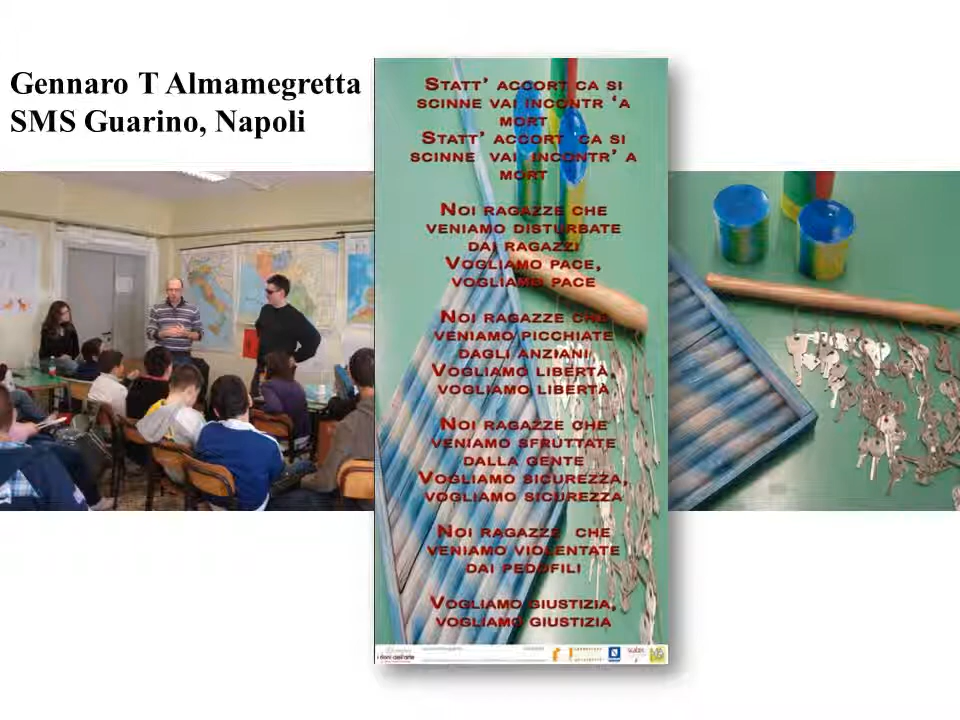 Gennaro T Almamegretta
SMS Guarino, Napoli
STATT' ACCORT CA SI
SCINNE VAI INCONTR 'A
MORT
STATT' ACCORT 'CA SI
SCINNE VAI INCONTR' A
MORT
NOI RAGAZZE CHE
VENIAMO DISTURBATE
DAI RAGAZZI
VOGLIAMO PACE,
VOGLIAMO PACE
NOI RAGAZZE CHE
VENIAMO PICCHIATE
DAGLI ANZIANI
VOGLIAMO LIBERTÀ,
VOGLIAMO LIBERTÀ
NOI RAGAZZE CHE
VENIAMO SFRUTTATE
DALLA GENTE
VOGLIAMO SICUREZZA,
VOGLIAMO SICUREZZA
NOI RAGAZZE CHE
VENIAMO VIOLENTATE
DAI PEDOFILI
VOGLIAMO GIUSTIZIA,
VOGLIAMO GIUSTIZIA